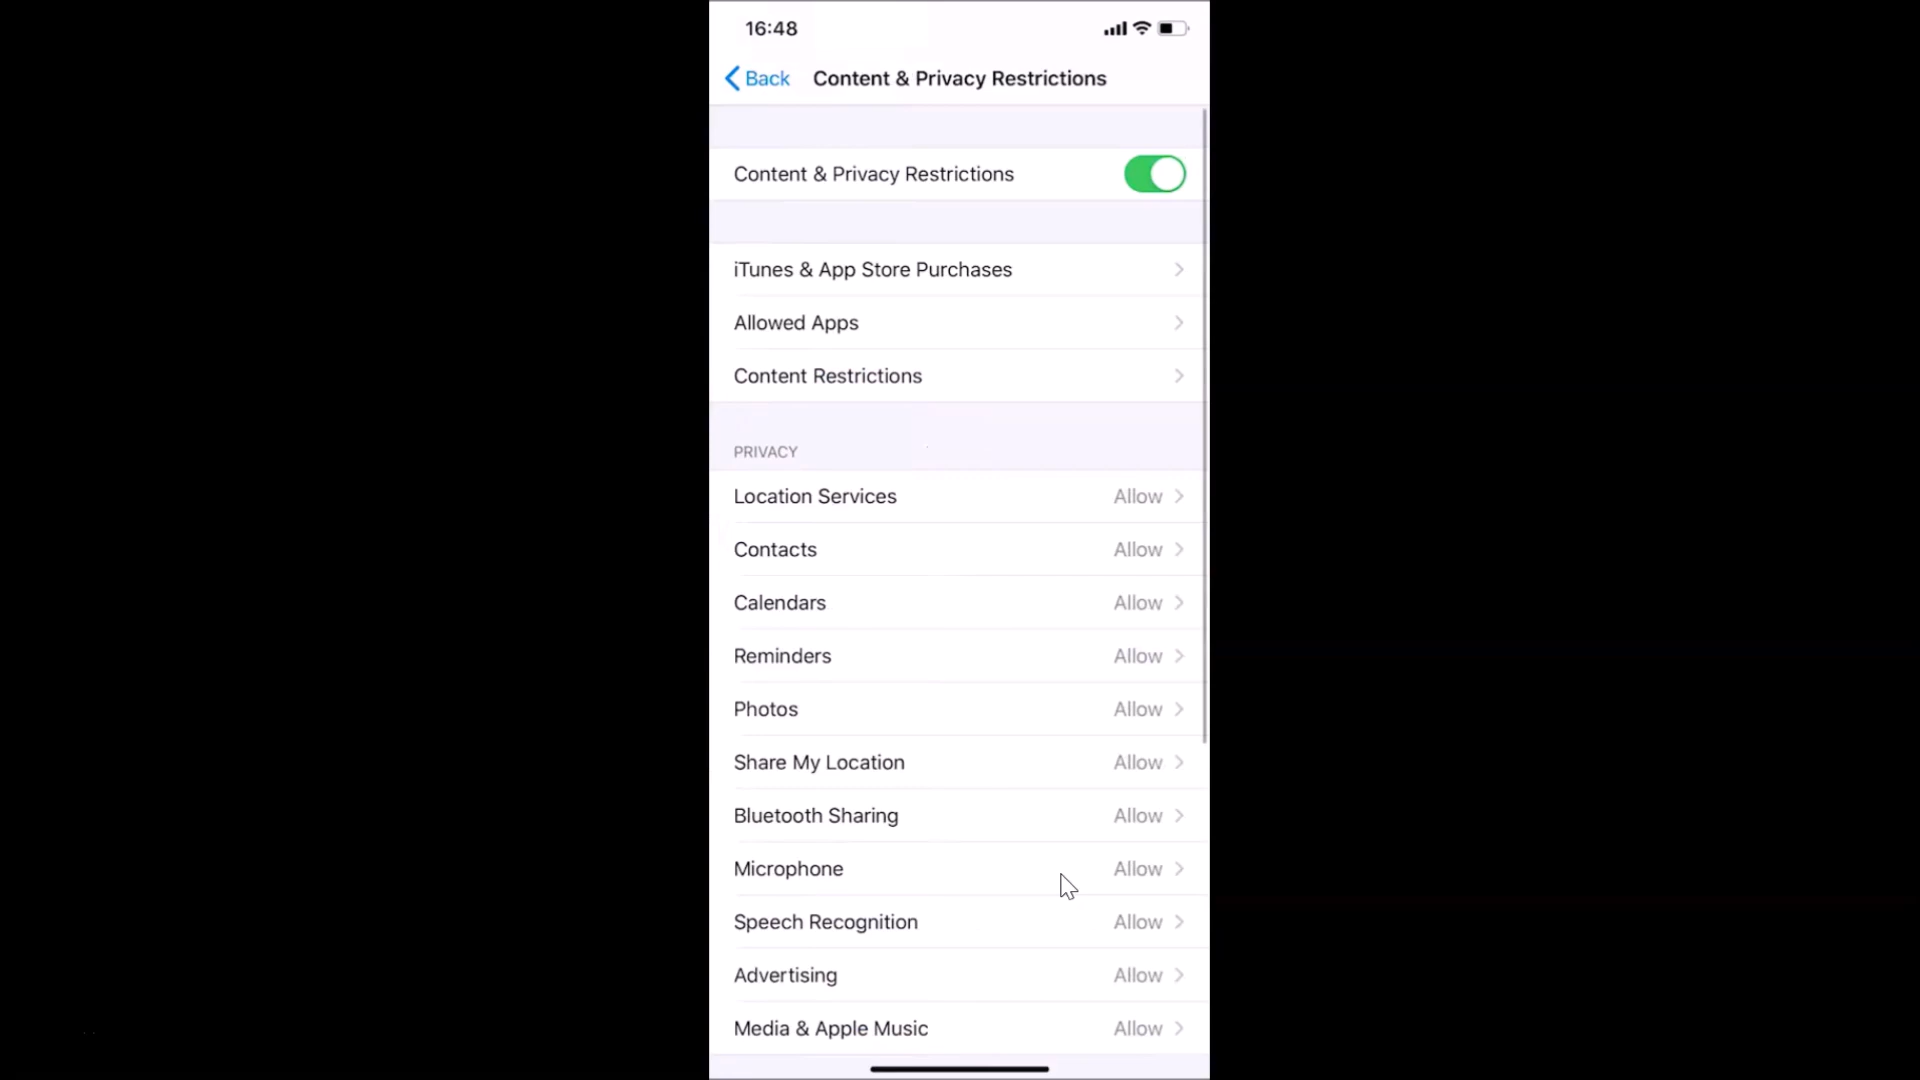 16:48
Back Content & Privacy Restrictions
Content & Privacy Restrictions
iTunes & App Store Purchases
Allowed Apps
Content Restrictions
PRIVACY
Location Services Allow
Contacts Allow
Calendars Allow
Reminders Allow
Photos Allow
Share My Location Allow
Bluetooth Sharing Allow
Microphone Allow
Speech Recognition Allow
Advertising Allow
Media & Apple Music Allow